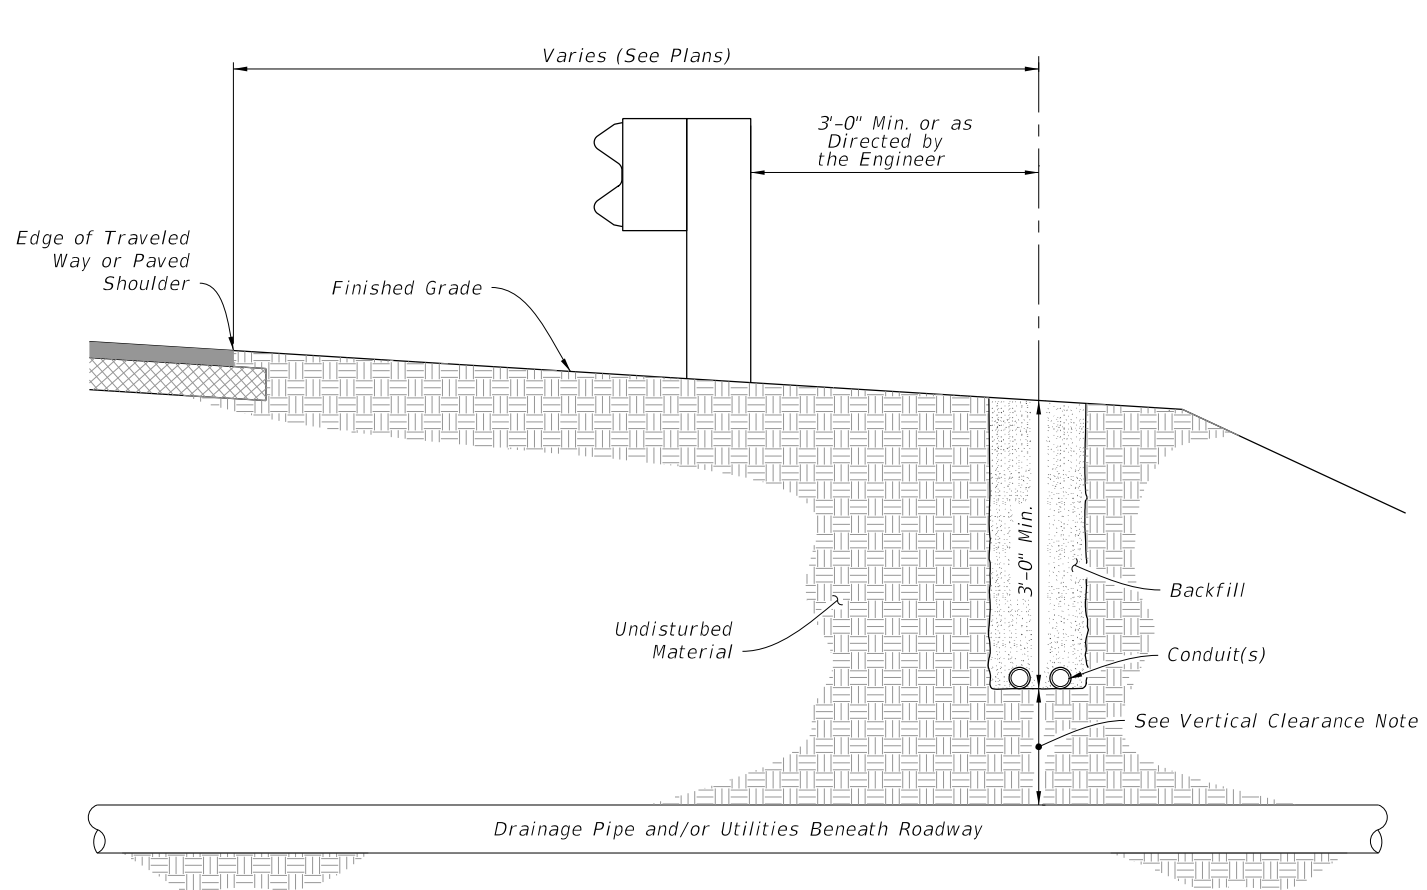 Varies (See Plans)
3'-0" Min. or as
Directed by
the Engineer
Edge of Traveled
Way or Paved
Shoulder
Finished Grade
3'-0" Min.
Backfill
Undisturbed
Material
Conduit(s)
See Vertical Clearance Note
Drainage Pipe and/or Utilities Beneath Roadway